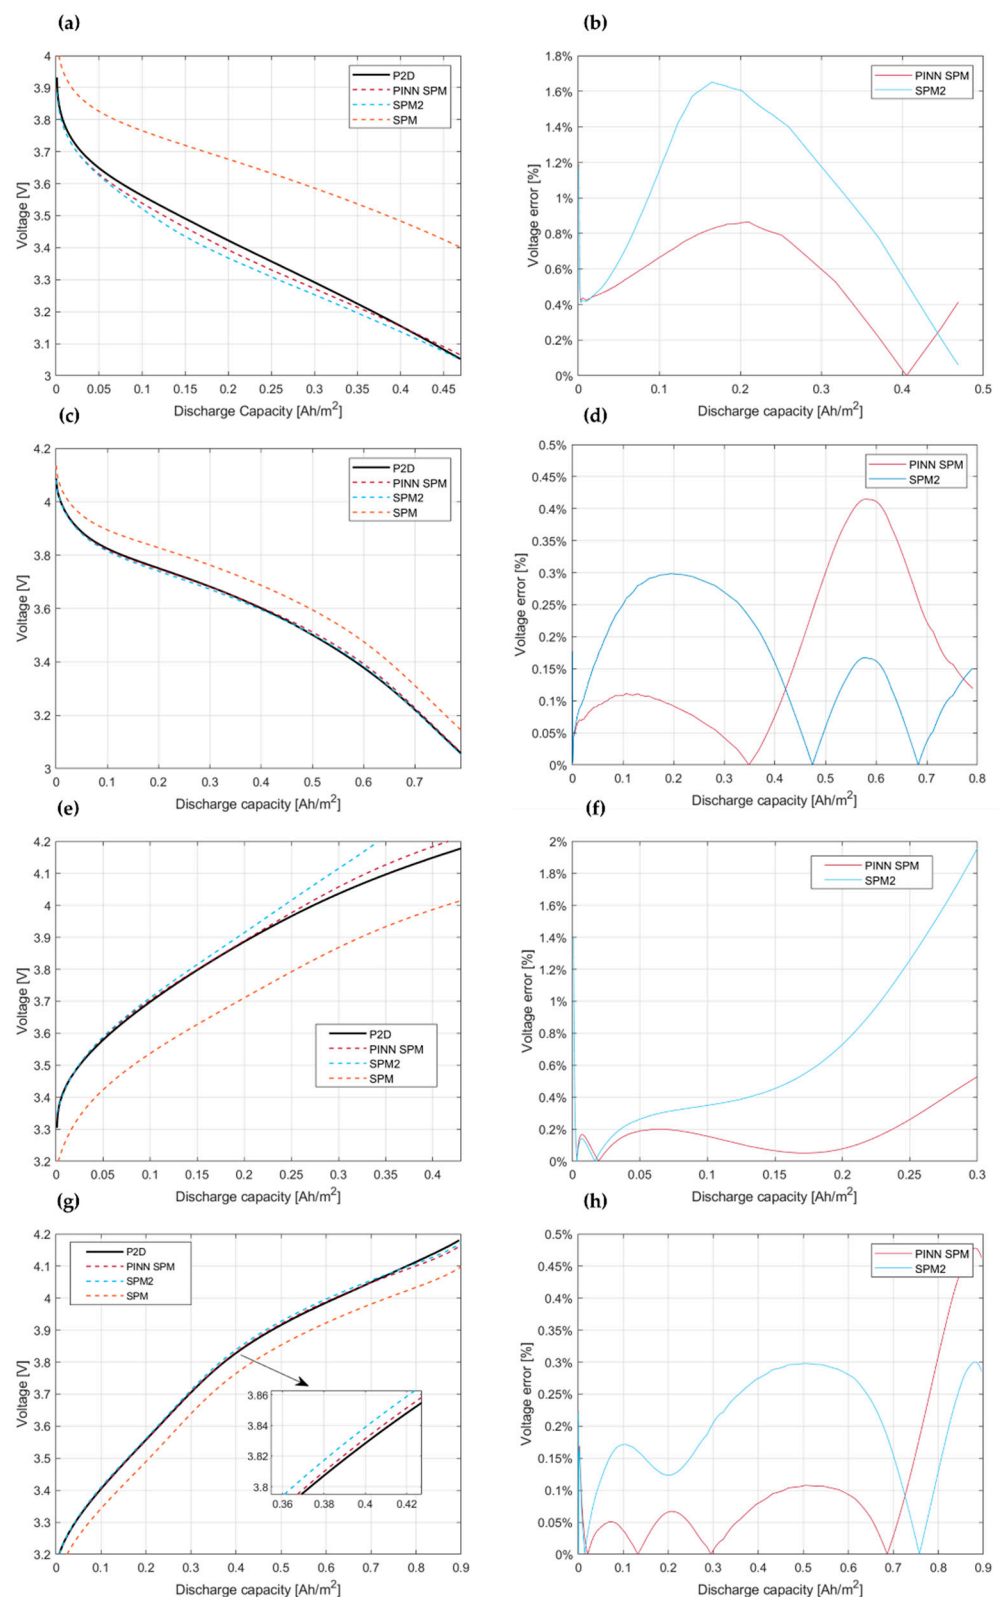 (a)
4
3.9
3.8
3.7
3.6
3.5
3.4
3.3
3.2
3.1
3
Voltage [V]
P2D
PINN SPM
SPM2
SPM
0 0.05 0.1 0.15 0.2 0.25 0.3 0.35 0.4 0.45
Discharge Capacity [Ah/m2]
(b)
1.8%
1.6%
1.4%
1.2%
1%
0.8%
0.6%
0.4%
0.2%
0%
Voltage error [%]
PINN SPM
SPM2
0 0.1 0.2 0.3 0.4 0.5
Discharge capacity [Ah/m2]
(c)
4.2
4
3.8
3.6
3.4
3.2
3
Voltage [V]
P2D
PINN SPM
SPM2
SPM
0 0.1 0.2 0.3 0.4 0.5 0.6 0.7
Discharge capacity [Ah/m2]
(d)
0.5%
0.45%
0.4%
0.35%
0.3%
0.25%
0.2%
0.15%
0.1%
0.05%
0%
Voltage error [%]
PINN SPM
SPM2
0 0.1 0.2 0.3 0.4 0.5 0.6 0.7 0.8
Discharge capacity [Ah/m2]
(e)
4.2
4.1
4
3.9
3.8
3.7
3.6
3.5
3.4
3.3
3.2
Voltage [V]
P2D
PINN SPM
SPM2
SPM
0 0.05 0.1 0.15 0.2 0.25 0.3 0.35 0.4
Discharge capacity [Ah/m2]
(f)
2%
1.8%
1.6%
1.4%
1.2%
1%
0.8%
0.6%
0.4%
0.2%
0%
Voltage error [%]
PINN SPM
SPM2
0 0.05 0.1 0.15 0.2 0.25 0.3
Discharge capacity [Ah/m2]
(g)
4.2
4.1
4
3.9
3.8
3.7
3.6
3.5
3.4
3.3
3.2
Voltage [V]
P2D
PINN SPM
SPM2
SPM
3.86
3.84
3.82
3.8
0.36 0.38 0.4 0.42
0 0.1 0.2 0.3 0.4 0.5 0.6 0.7 0.8 0.9
Discharge capacity [Ah/m2]
(h)
0.5%
0.45%
0.4%
0.35%
0.3%
0.25%
0.2%
0.15%
0.1%
0.05%
0%
Voltage error [%]
PINN SPM
SPM2
0 0.1 0.2 0.3 0.4 0.5 0.6 0.7 0.8 0.9
Discharge capacity [Ah/m2]